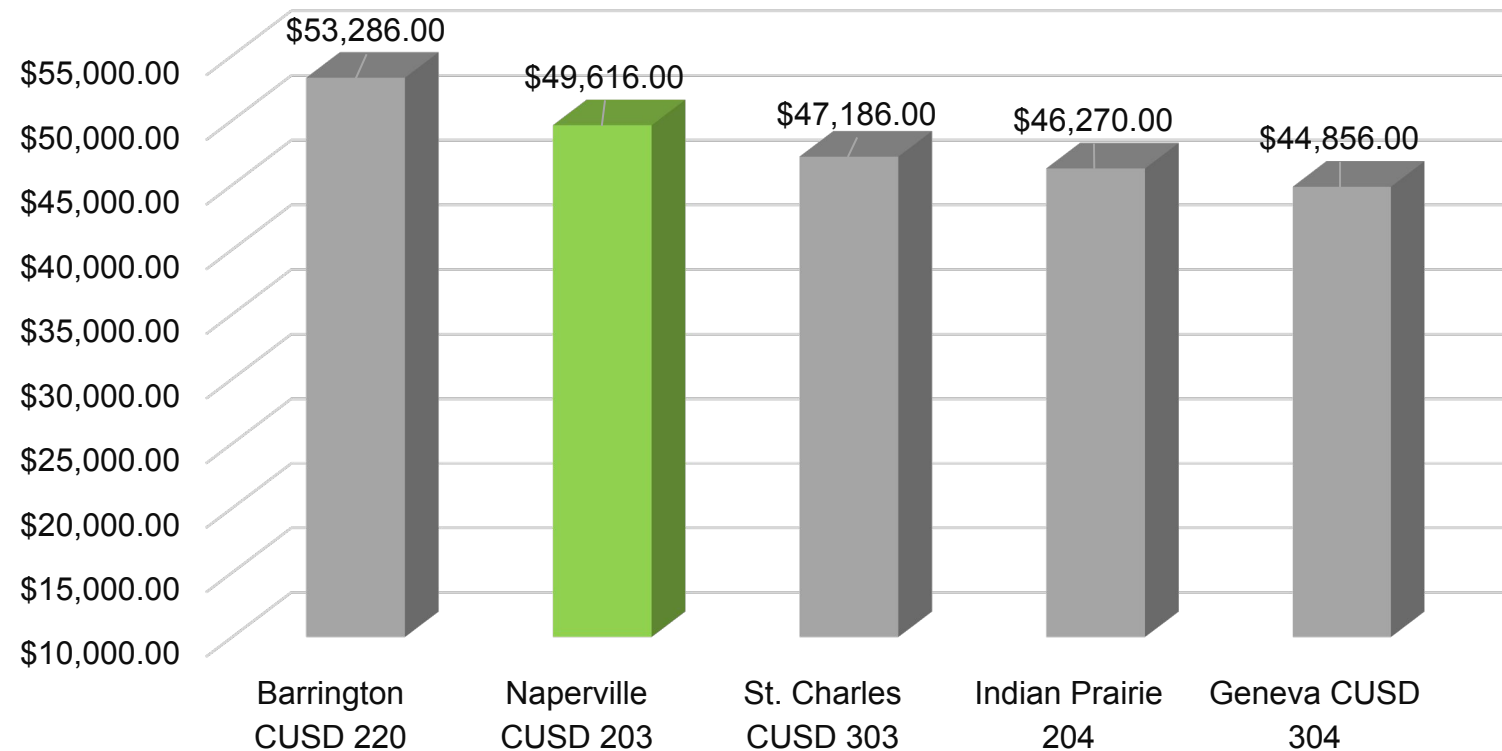 $53,286.00
$49,616.00
$47,186.00
$46,270.00
$44,856.00
$55,000.00
$50,000.00
$45,000.00
$40,000.00
$35,000.00
$30,000.00
$25,000.00
$20,000.00
$15,000.00
$10,000.00
Barrington
CUSD 220
Naperville
CUSD 203
St. Charles
CUSD 303
Indian Prairie
204
Geneva CUSD
304